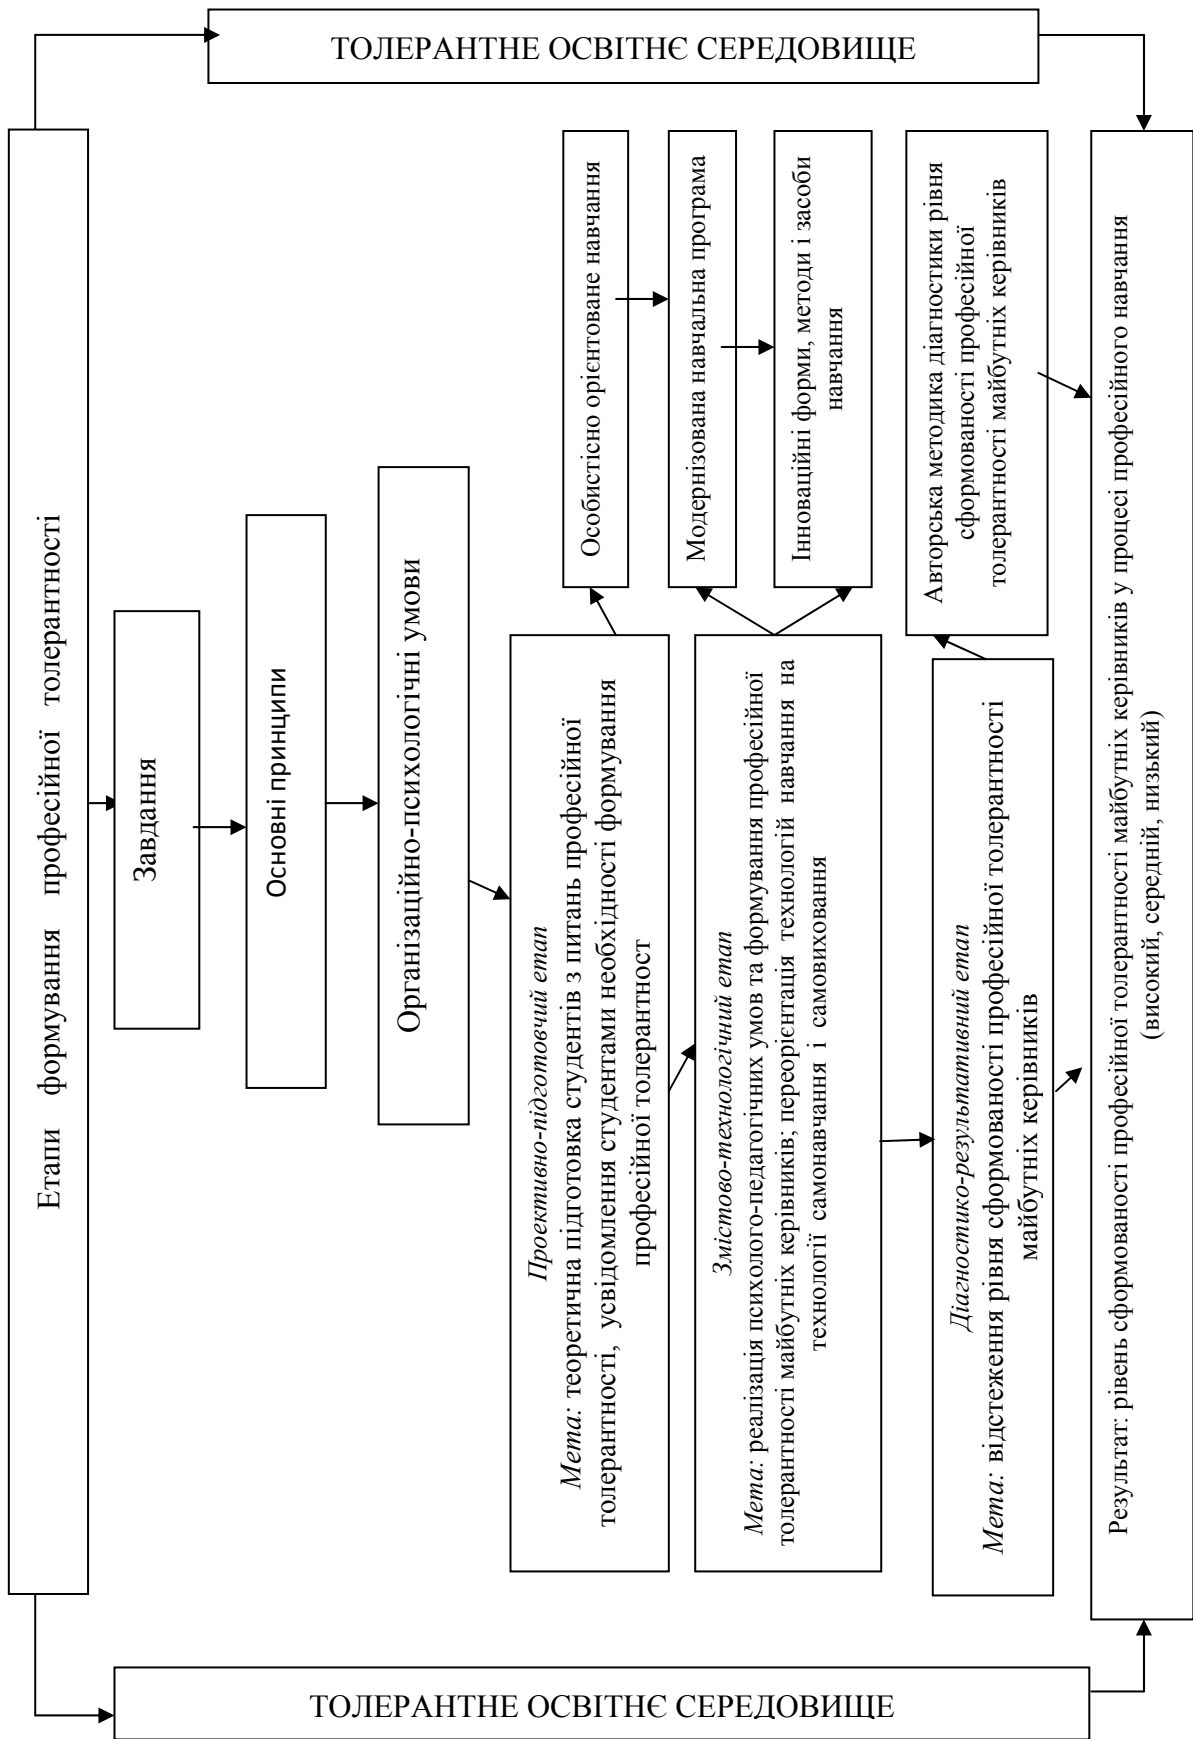 ТОЛЕРАНТНЕ ОСВІТНЄ СЕРЕДОВИЩЕ
Етапи формування професійної толерантності
Завдання
Основні принципи
Організаційно-психологічні умови
Проективно-підготовчий етап
Мета: теоретична підготовка студентів з питань професійної
толерантності, усвідомлення студентами необхідності формування
професійної толерантност
Особистісно орієнтоване навчання
Модернізована навчальна програма
Інноваційні форми, методи і засоби
навчання
Змістово-технологічний етап
Мета: реалізація психолого-педагогічних умов та формування професійної
толерантності майбутніх керівників; переорієнтація технологій навчання на
технології самонавчання і самовиховання
Діагностико-результативний етап
Мета: відстеження рівня сформованості професійної толерантності
майбутніх керівників
Авторська методика діагностики рівня
сформованості професійної
толерантності майбутніх керівників
Результат: рівень сформованості професійної толерантності майбутніх керівників у процесі професійного навчання
(високий, середній, низький)
ТОЛЕРАНТНЕ ОСВІТНЄ СЕРЕДОВИЩЕ